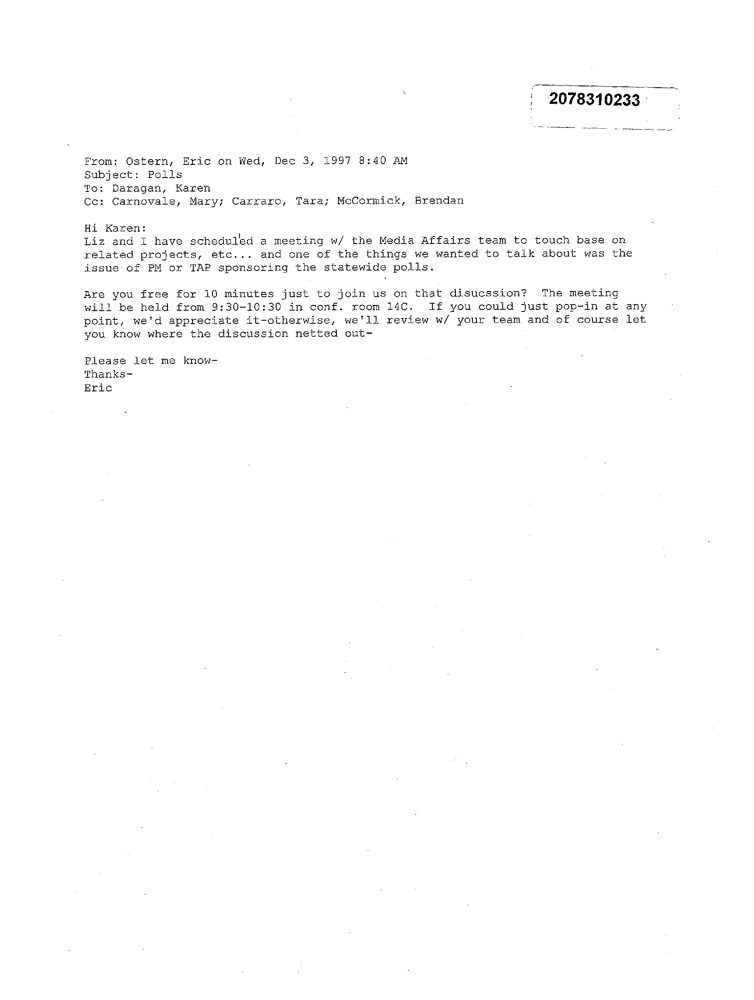 2078310233
From: Ostern, Eric on Wed, Dec 3, 1997 8:40 AM
Subject: Polls
To: Daragan, Karen
Cc: Carnovale, Mary; Carraro, Tara; McCormick, Brendan
Hi Karen:
Liz and I have scheduled a meeting w/ the Media Affairs team to touch base on
related projects, etc... and one of the things we wanted to talk about was the
issue of PM or TAP sponsoring the statewide polls.
Are you free for 10 minutes just to join us on that disucssion?  The meeting
will be held from 9:30-10:30 in conf. room 14C.  If you could just pop-in at any
point, we'd appreciate it-otherwise, we'll review w/ your team and of course let
you know where the discussion netted out-
Please let me know-
Thanks-
Eric